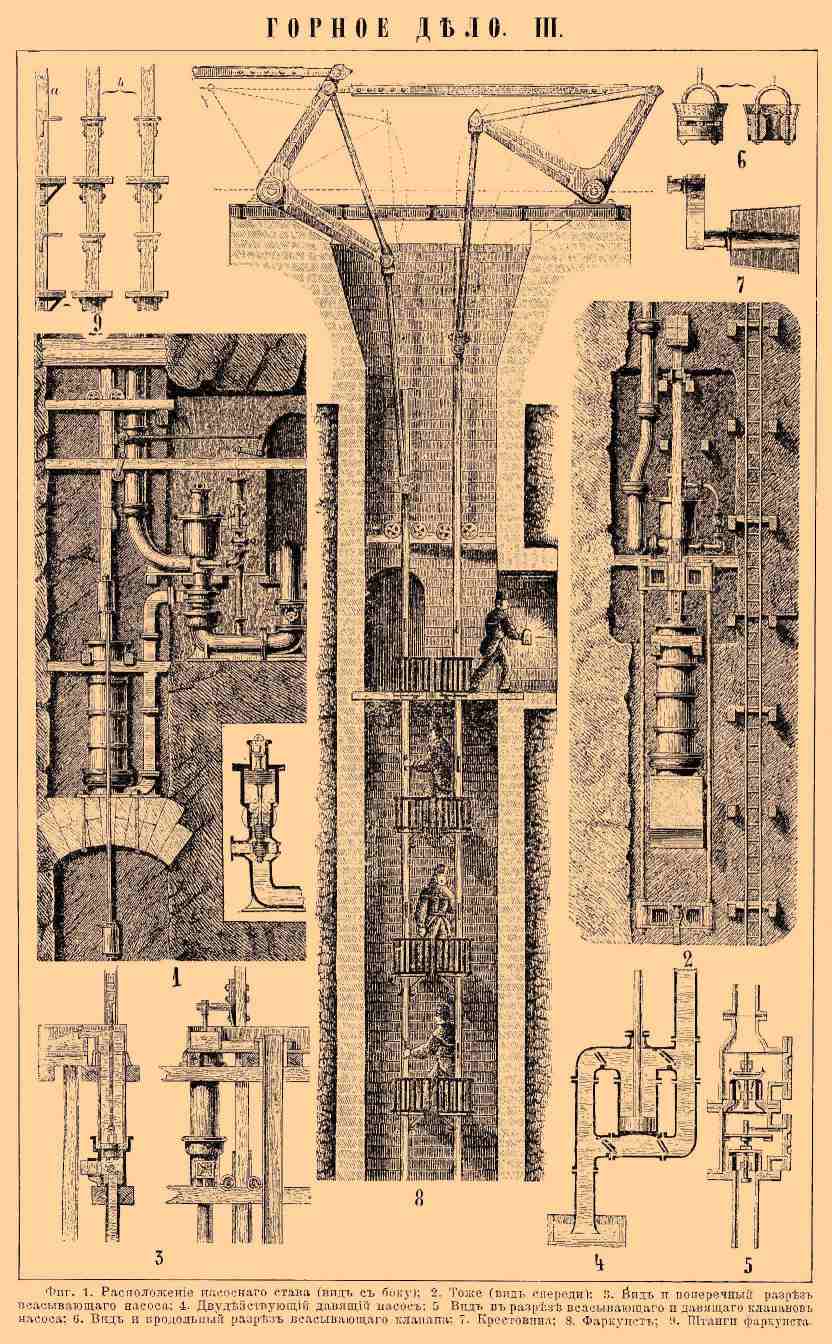 ГОРНОЕ ДѢЛО. III.
a
4
6
7
9
1
2
8
3
4
5
Фиг. 1. Расположеніе насоснаго става (видъ съ боку); 2. Тоже (видъ спереди); 3. Видъ и поперечный разрѣзъ
всасывающаго насоса; 4. Двудѣйствующій давящій насосъ; 5 Видъ въ разрѣзѣ всасывающаго и давящаго клапановъ
насоса; 6. Видъ и продольный разрѣзъ всасывающаго клапана; 7. Крестовина; 8. Фаркунстъ; 9. Штанги фаркунста.